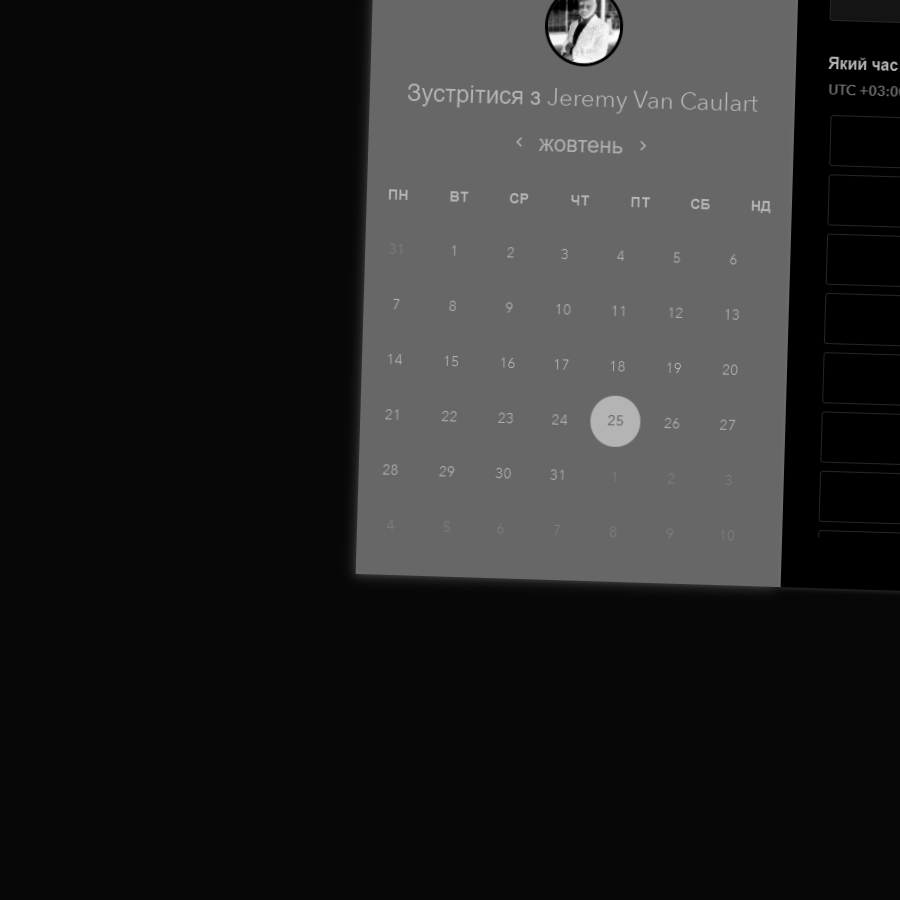 Зустрітися з Jeremy Van Caulart
‹ жовтень ›
ПН ВТ СР ЧТ ПТ СБ НД
31 1 2 3 4 5 6
7 8 9 10 11 12 13
14 15 16 17 18 19 20
21 22 23 24 25 26 27
28 29 30 31 1 2 3
4 5 6 7 8 9 10
Який час
UTC +03:0